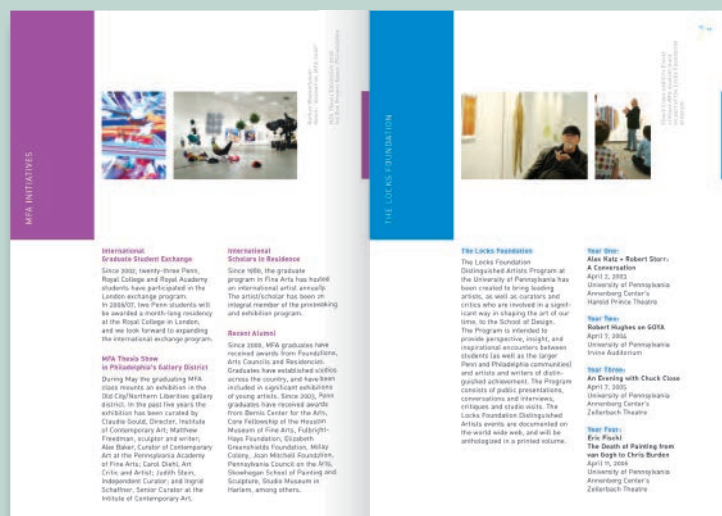 MFA INITIATIVES
International
Graduate Student Exchange
Since 2002, twenty-three Penn,
Royal College and Royal Academy
students have participated in the
London exchange program.
In 2006/07, two Penn students will
be awarded a month-long residency
at the Royal College in London,
and we look forward to expanding
the international exchange program.
MFA Thesis Show
in Philadelphia's Gallery District
During May the graduating MFA
class mounts an exhibition in the
Old City/Northern Liberties gallery
district. In the past five years the
exhibition has been curated by
Claudia Gould, Director, Institute
of Contemporary Art; Matthew
Freedman, sculptor and writer;
Alex Baker, Curator of Contemporary
Art at the Pennsylvania Academy
of Fine Arts; Carol Diehl, Art
Critic and Artist; Judith Stein,
Independent Curator; and Ingrid
Schaffner, Senior Curator at the
Intitute of Contemporary Art.
International
Scholars in Residence
Since 1980, the graduate
program in Fine Arts has hosted
an international artist annually.
The artist/scholar has been an
integral member of the printmaking
and exhibition program.
Recent Alumni
Since 2000, MFA graduates have
received awards from Foundations,
Arts Councils and Residencies.
Graduates have established studios
across the country, and have been
included in significant exhibitions
of young artists. Since 2003, Penn
graduates have received awards
from Bemis Center for the Arts,
Core Fellowship of the Houston
Museum of Fine Arts, Fulbright-
Hays Foundation, Elizabeth
Greenshields Foundation, Millay
Colony, Joan Mitchell Foundation,
Pennsylvania Council on the Arts,
Skowhegan School of Painting and
Sculpture, Studio Museum in
Harlem, among others.
THE LOCKS FOUNDATION
The Locks Foundation
The Locks Foundation
Distinguished Artists Program at
the University of Pennsylvania has
been created to bring leading
artists, as well as curators and
critics who are involved in a signif-
icant way in shaping the art of our
time, to the School of Design.
The Program is intended to
provide perspective, insight, and
inspirational encounters between
students (as well as the larger
Penn and Philadelphia communities)
and artists and writers of distin-
guished achievement. The Program
consists of public presentations,
conversations and interviews,
critiques and studio visits. The
Locks Foundation Distinguished
Artists events are documented on
the world wide web, and will be
anthologized in a printed volume.
Year One:
Alex Katz + Robert Storr:
A Conversation
April 2, 2003
University of Pennsylvania
Annenberg Center's
Harold Prince Theatre
Year Two:
Robert Hughes on GOYA
April 7, 2004
University of Pennsylvania
Irvine Auditorium
Year Three:
An Evening with Chuck Close
April 7, 2005
University of Pennsylvania
Annenberg Center's
Zellerbach Theatre
Year Four:
Eric Fischl
The Death of Painting from
van Gogh to Chris Burden
April 11, 2006
University of Pennsylvania
Annenberg Center's
Zellerbach Theatre